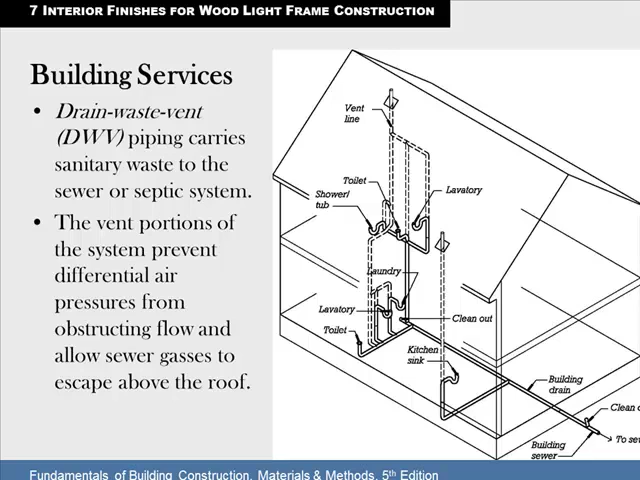 7 INTERIOR FINISHES FOR WOOD LIGHT FRAME CONSTRUCTION
Building Services
• Drain-waste-vent
(DWV) piping carries
sanitary waste to the
sewer or septic system.
• The vent portions of
the system prevent
differential air
pressures from
obstructing flow and
allow sewer gasses to
escape above the roof.
Vent
line
Toilet
Shower/
tub
Lavatory
Laundry
Lavatory
Clean out
Toilet
Kitchen
sink
Building
drain
Clean o
To sew
Building
sewer
Fundamentals of Building Construction, Materials & Methods, 5th Edition